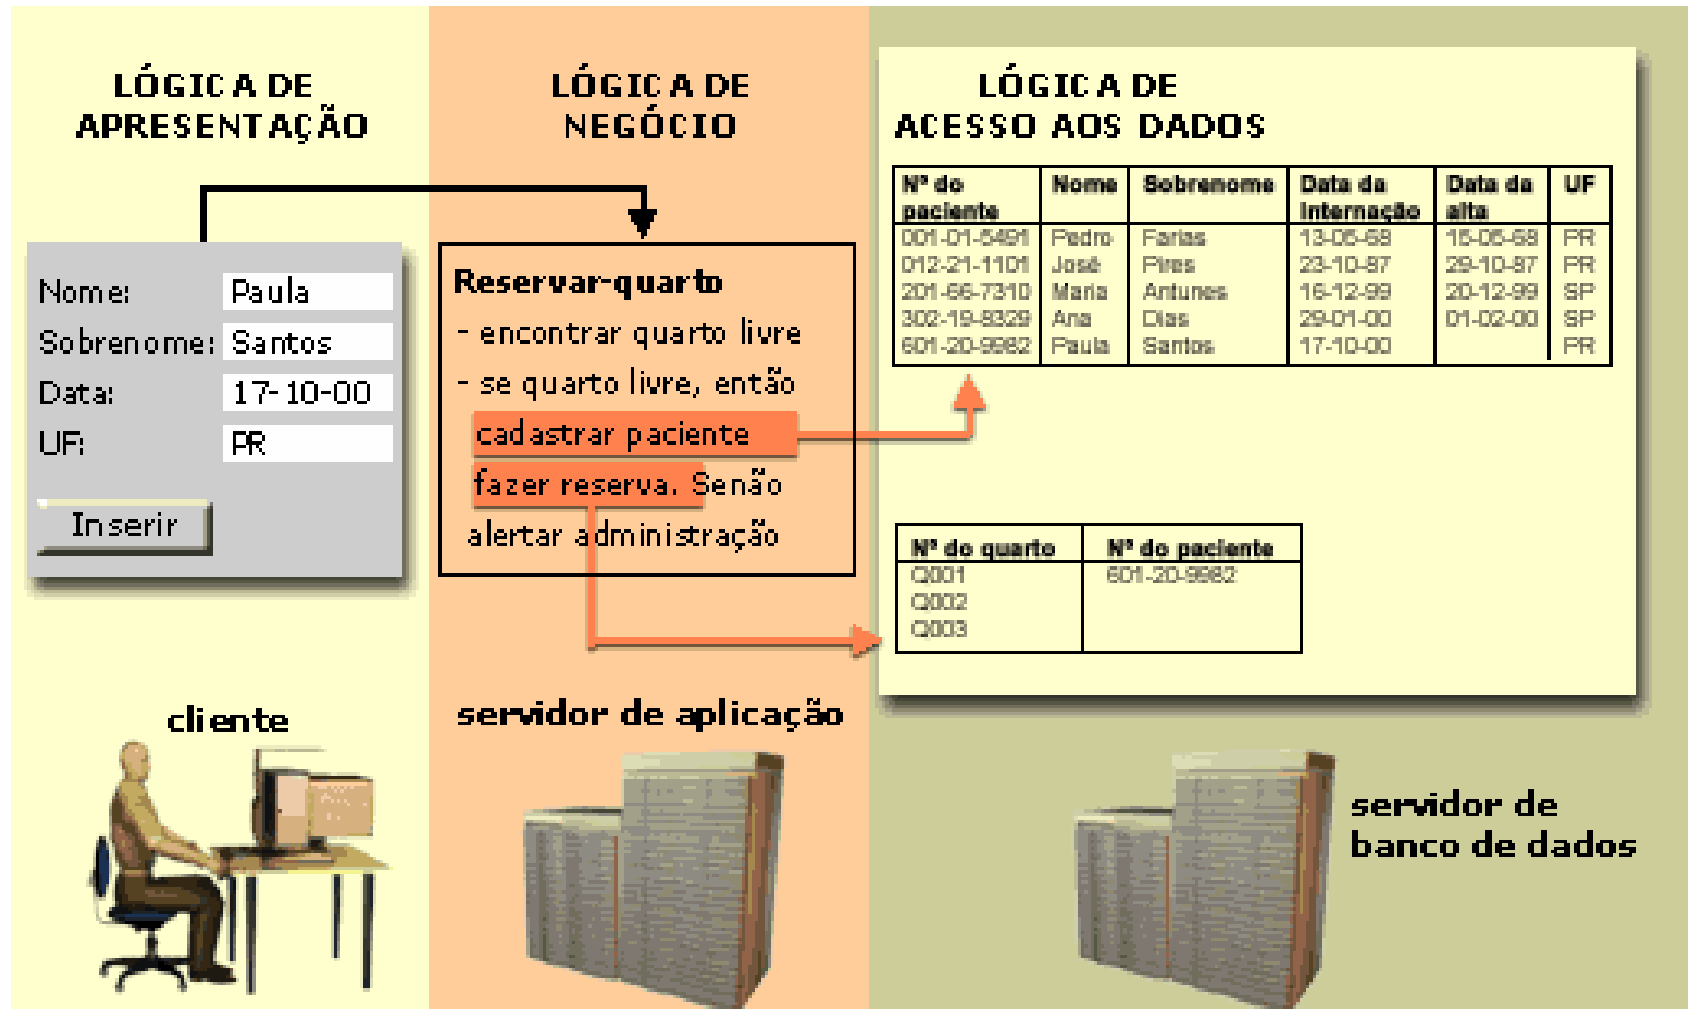 LÓGICA DE
APRESENTAÇÃO
Nome: Paula
Sobrenome: Santos
Data: 17-10-00
UF: PR
Inserir
cliente
LÓGICA DE
NEGÓCIO
Reservar-quarto
- encontrar quarto livre
- se quarto livre, então
cadastrar paciente
fazer reserva. Senão
alertar administração
servidor de aplicação
LÓGICA DE
ACESSO AOS DADOS
Nº do paciente Nome Sobrenome Data da Internação Data da alta UF
001-01-5491 Pedro Farias 13-05-68 15-05-68 PR
012-21-1101 José Pires 23-10-87 29-10-87 PR
201-66-7310 Maria Antunes 16-12-99 20-12-99 SP
302-19-8329 Ana Dias 29-01-00 01-02-00 SP
601-20-9982 Paula Santos 17-10-00 PR
Nº do quarto Nº do paciente
Q001 601-20-9982
Q002
Q003
servidor de
banco de dados